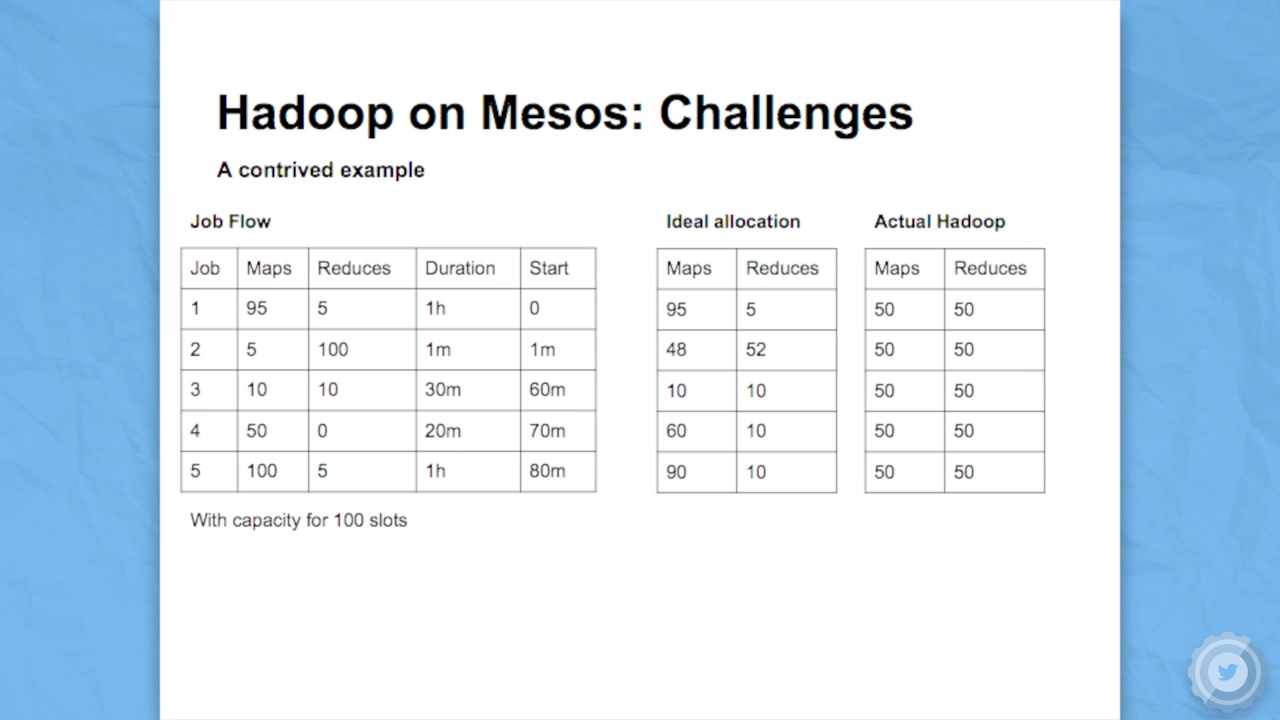 Hadoop on Mesos: Challenges
A contrived example
Job Flow
Job Maps Reduces Duration Start
1 95 5 1h 0
2 5 100 1m 1m
3 10 10 30m 60m
4 50 0 20m 70m
5 100 5 1h 80m
With capacity for 100 slots
Ideal allocation
Maps Reduces
95 5
48 52
10 10
60 10
90 10
Actual Hadoop
Maps Reduces
50 50
50 50
50 50
50 50
50 50